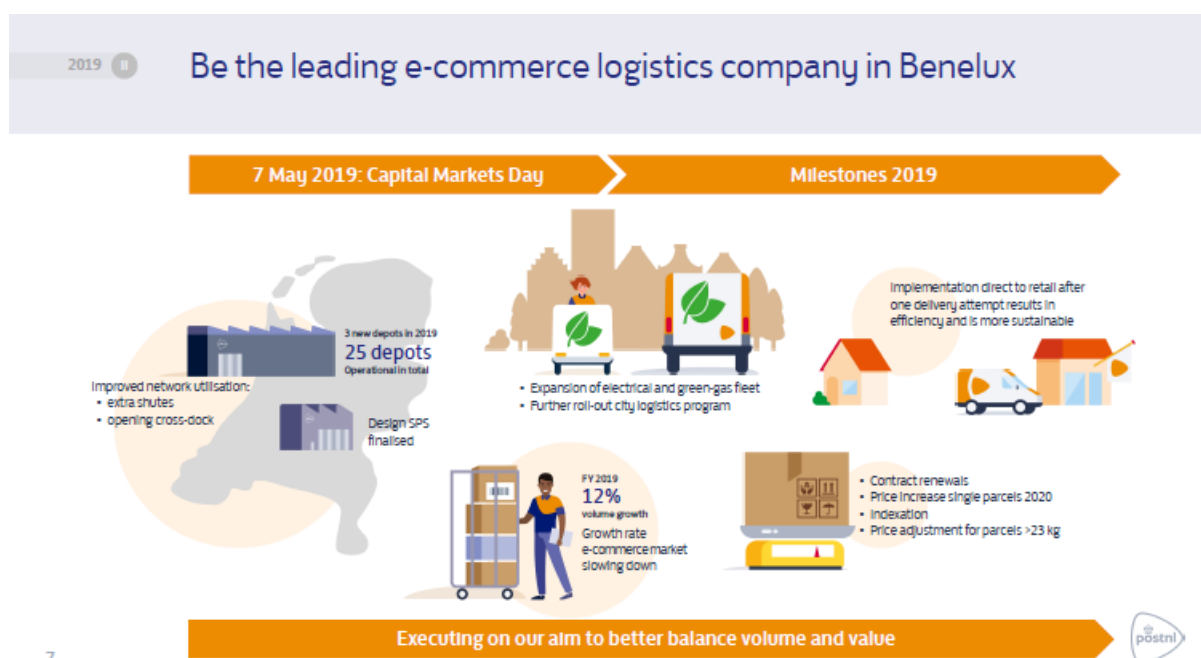 2019 II
Be the leading e-commerce logistics company in Benelux
7 May 2019: Capital Markets Day
Milestones 2019
3 new depots in 2019
25 depots
Operational in total
Improved network utilisation:
• extra shutes
• opening cross-dock
Design SPS
finalised
• Expansion of electrical and green-gas fleet
• Further roll-out city logistics program
Implementation direct to retail after
one delivery attempt results in
efficiency and is more sustainable
FY 2019
12%
volume growth
Growth rate
e-commerce market
slowing down
• Contract renewals
• Price increase single parcels 2020
• Indexation
• Price adjustment for parcels >23 kg
Executing on our aim to better balance volume and value
postnl
7